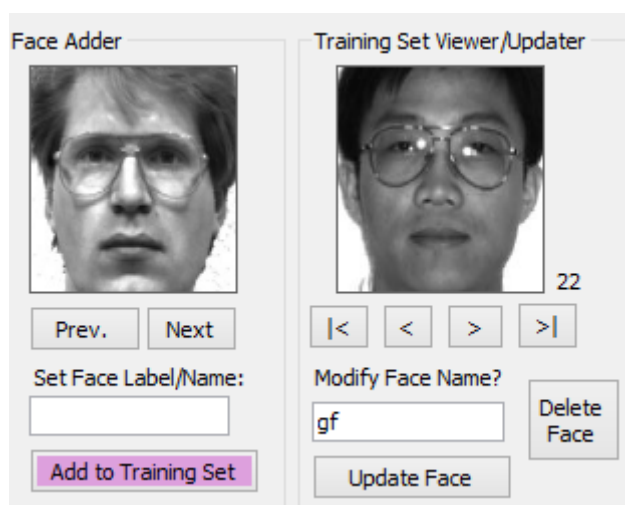 Face Adder
Training Set Viewer/Updater
22
Prev.
Next
|<
<
>
>|
Set Face Label/Name:
Modify Face Name?
gf
Delete
Face
Add to Training Set
Update Face